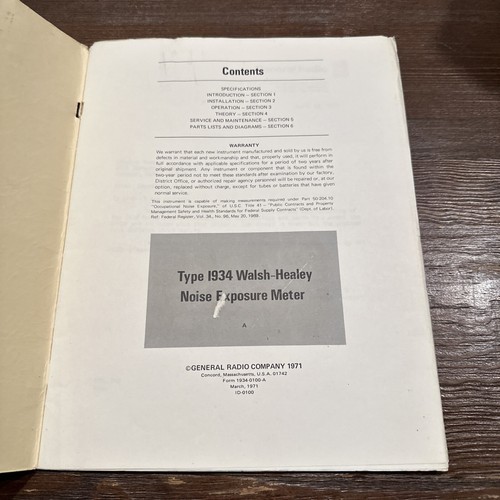 Contents
SPECIFICATIONS
INTRODUCTION – SECTION 1
INSTALLATION – SECTION 2
OPERATION – SECTION 3
THEORY – SECTION 4
SERVICE AND MAINTENANCE – SECTION 5
PARTS LISTS AND DIAGRAMS – SECTION 6
WARRANTY
We warrant that each new instrument manufactured and sold by us is free from
defects in material and workmanship and that, properly used, it will perform in
full accordance with applicable specifications for a period of two years after
original shipment. Any instrument or component that is found within the
two-year period not to meet these standards after examination by our factory,
District Office, or authorized repair agency personnel will be repaired or, at our
option, replaced without charge, except for tubes or batteries that have given
normal service.
This instrument is capable of making measurements required under Part 50-204.10
"Occupational Noise Exposure," of U.S.C. Title 41 – "Public Contracts and Property
Management Safety and Health Standards for Federal Supply Contracts" (Dept. of Labor).
Ref: Federal Register, Vol. 34, No. 96, May 20, 1969.
Type 1934 Walsh-Healey
Noise Exposure Meter
A
©GENERAL RADIO COMPANY 1971
Concord, Massachusetts, U.S.A. 01742
Form 1934-0100-A
March, 1971
ID-0100